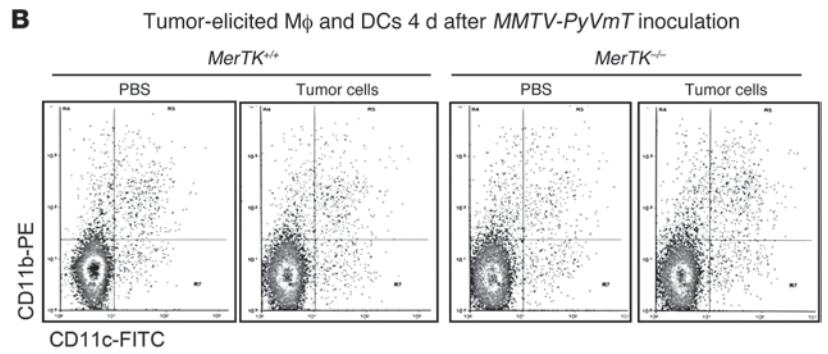 B
Tumor-elicited Mϕ and DCs 4 d after MMTV-PyVmT inoculation
MerTK+/+
MerTK–/–
PBS
Tumor cells
PBS
Tumor cells
CD11b-PE
CD11c-FITC